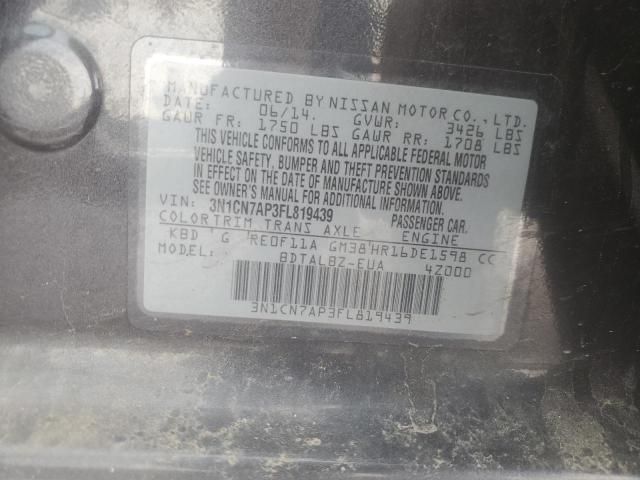 MANUFACTURED BY NISSAN MOTOR CO., LTD.
DATE: 06/14. GVWR: 3426 LBS
GAWR FR: 1750 LBS GAWR RR: 1708 LBS
THIS VEHICLE CONFORMS TO ALL APPLICABLE FEDERAL MOTOR
VEHICLE SAFETY, BUMPER AND THEFT PREVENTION STANDARDS
IN EFFECT ON THE DATE OF MANUFACTURE SHOWN ABOVE.
SEE OWNER'S MANUAL FOR ADDITIONAL INFORMATION.
VIN: 3N1CN7AP3FL819439 PASSENGER CAR.
COLOR TRIM TRANS AXLE ENGINE
KBD G RE0F11A GM38 HR16DE1598 CC
MODEL: BDTALBZ-EUA 4Z000
3N1CN7AP3FL819439